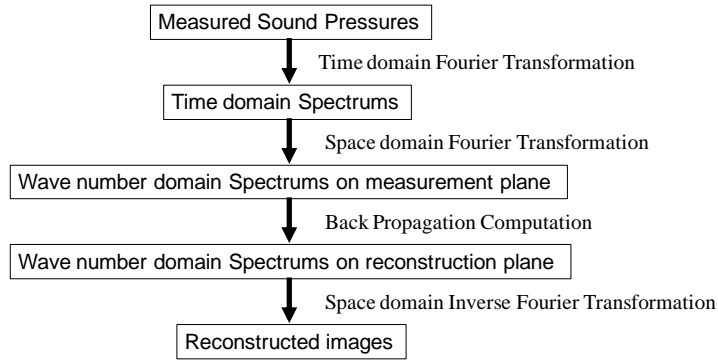 Measured Sound Pressures
Time domain Fourier Transformation
Time domain Spectrums
Space domain Fourier Transformation
Wave number domain Spectrums on measurement plane
Back Propagation Computation
Wave number domain Spectrums on reconstruction plane
Space domain Inverse Fourier Transformation
Reconstructed images